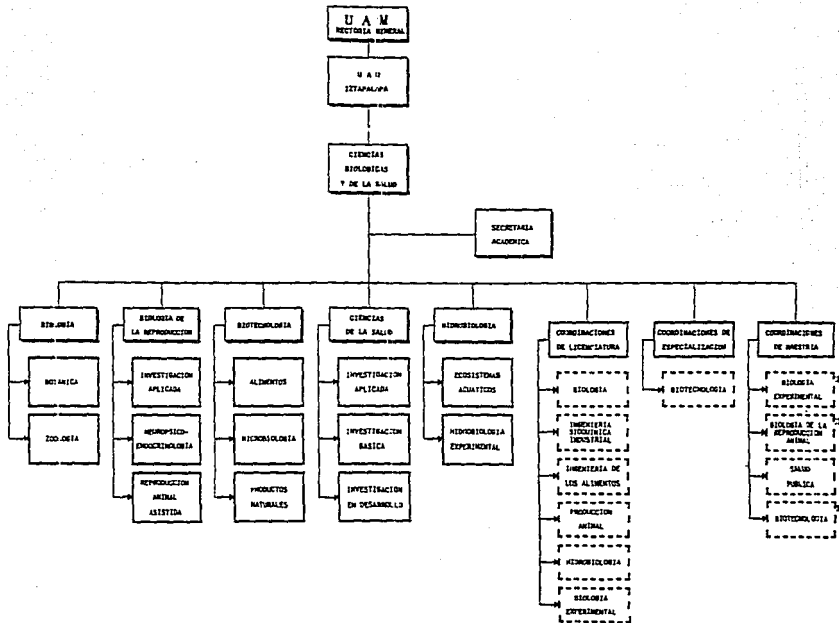 U A M
RECTORIA GENERAL
U A M
IZTAPALAPA
CIENCIAS
BIOLOGICAS
Y DE LA SALUD
SECRETARIA
ACADEMICA
BIOLOGIA
BIOLOGIA DE
LA REPRODUCCION
BIOTECNOLOGIA
CIENCIAS
DE LA SALUD
HIDROBIOLOGIA
COORDINACIONES
DE LICENCIATURA
COORDINACIONES DE
ESPECIALIZACION
COORDINACIONES
DE MAESTRIA
BOTANICA
ZOOLOGIA
INVESTIGACION
APLICADA
NEUROPSICO-
ENDOCRINOLOGIA
REPRODUCCION
ANIMAL
ASISTIDA
ALIMENTOS
MICROBIOLOGIA
PRODUCTOS
NATURALES
INVESTIGACION
APLICADA
INVESTIGACION
BASICA
INVESTIGACION
EN DESARROLLO
ECOSISTEMAS
ACUATICOS
HIDROBIOLOGIA
EXPERIMENTAL
BIOLOGIA
INGENIERIA
BIOQUIMICA
INDUSTRIAL
INGENIERIA DE
LOS ALIMENTOS
PRODUCCION
ANIMAL
HIDROBIOLOGIA
BIOLOGIA
EXPERIMENTAL
BIOTECNOLOGIA
BIOLOGIA
EXPERIMENTAL
BIOLOGIA DE LA
REPRODUCCION
ANIMAL
SALUD
PUBLICA
BIOTECNOLOGIA